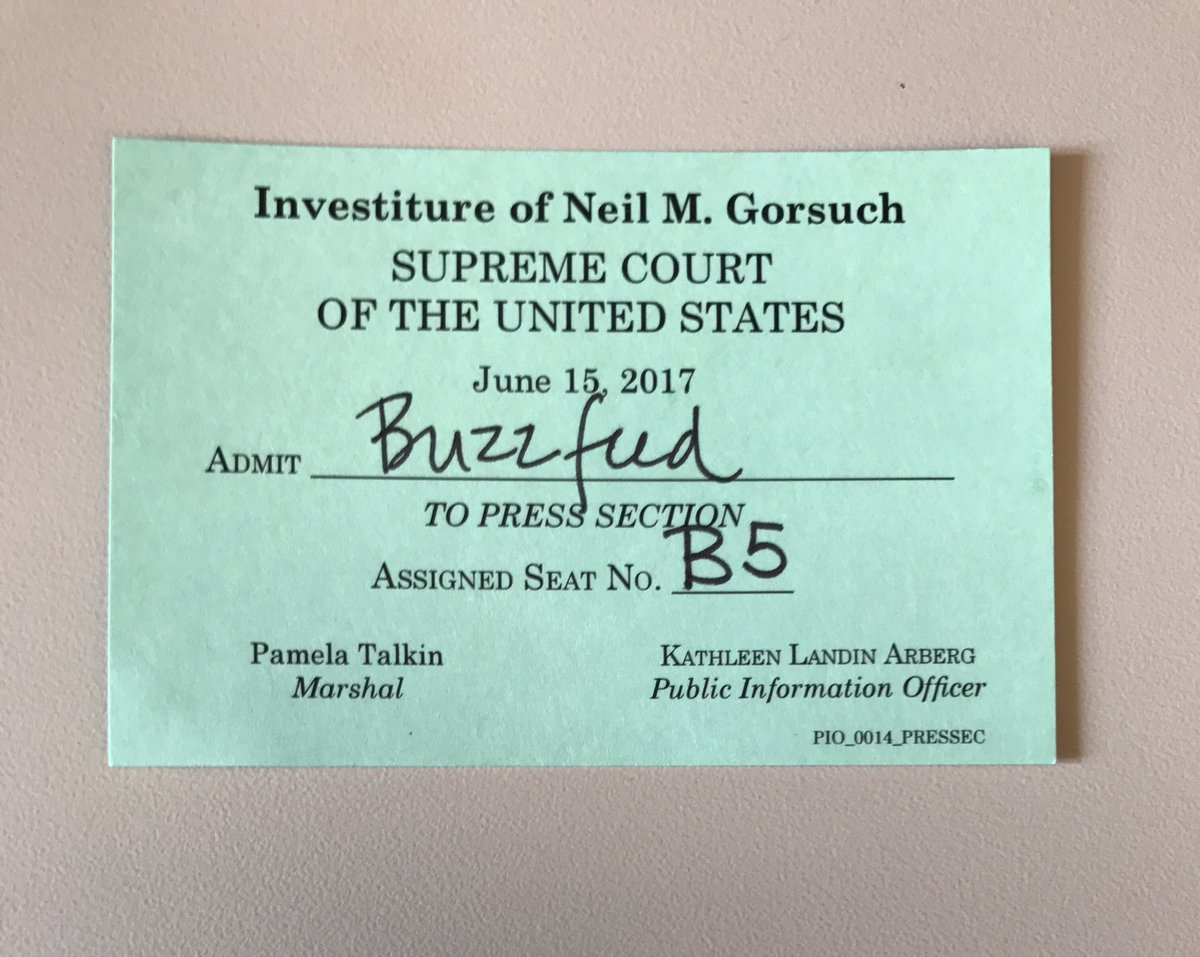 Investiture of Neil M. Gorsuch
SUPREME COURT
OF THE UNITED STATES
June 15, 2017
ADMIT Buzzfeed
TO PRESS SECTION
ASSIGNED SEAT NO. B5
Pamela Talkin
Marshal
KATHLEEN LANDIN ARBERG
Public Information Officer
PIO_0014_PRESSEC